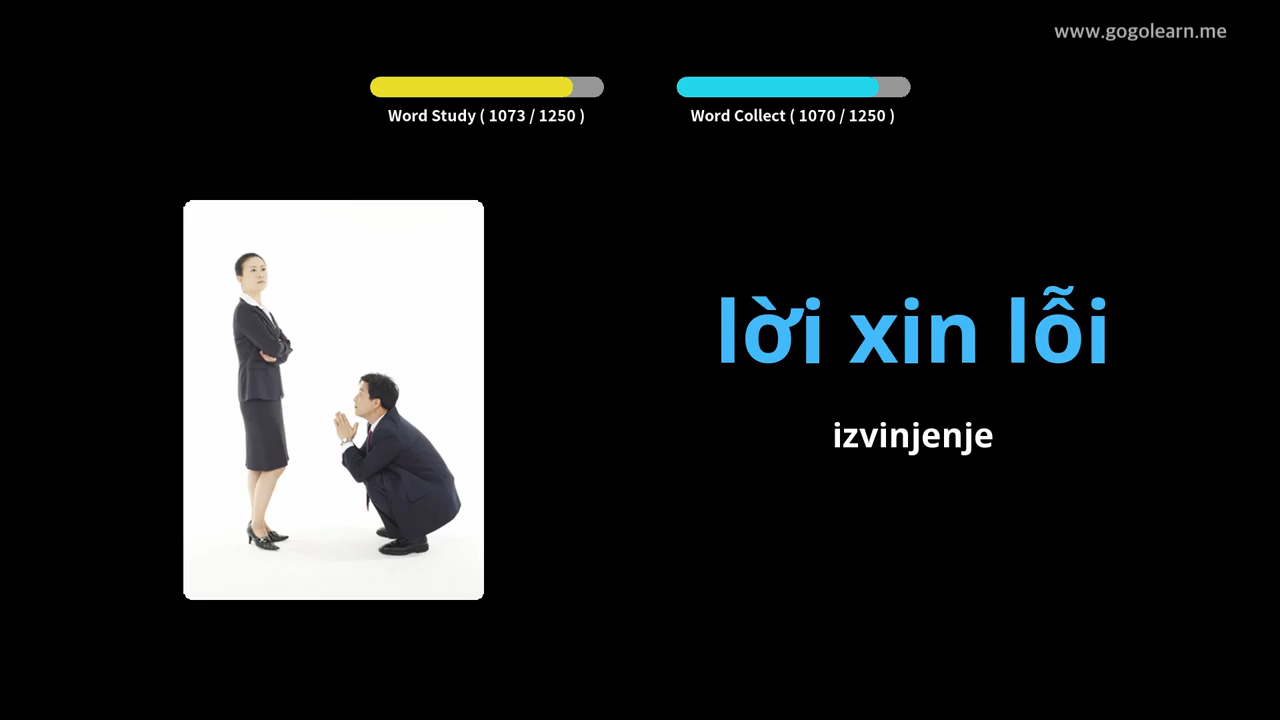 www.gogolearn.me
Word Study ( 1073 / 1250 )
Word Collect ( 1070 / 1250 )
lời xin lỗi
izvinjenje